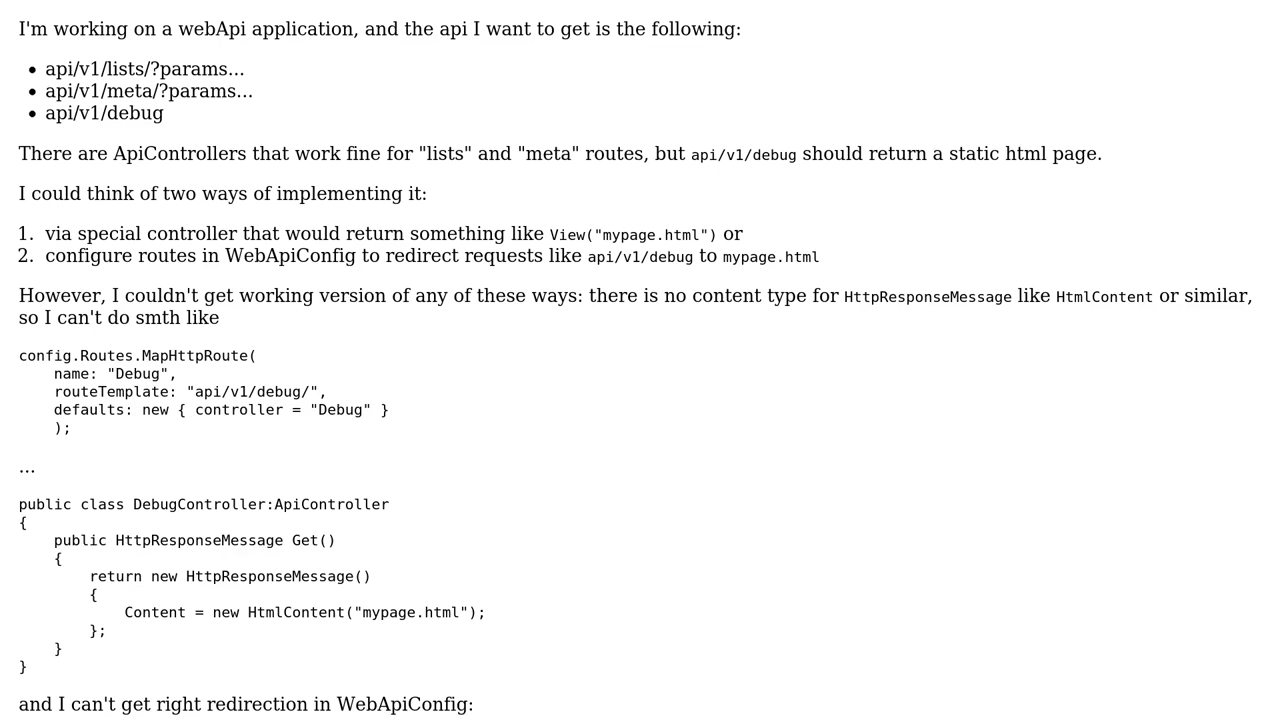 I'm working on a webApi application, and the api I want to get is the following:
• api/v1/lists/?params...
• api/v1/meta/?params...
• api/v1/debug
There are ApiControllers that work fine for "lists" and "meta" routes, but api/v1/debug should return a static html page.
I could think of two ways of implementing it:
1. via special controller that would return something like View("mypage.html") or
2. configure routes in WebApiConfig to redirect requests like api/v1/debug to mypage.html
However, I couldn't get working version of any of these ways: there is no content type for HttpResponseMessage like HtmlContent or similar,
so I can't do smth like
config.Routes.MapHttpRoute(
    name: "Debug",
    routeTemplate: "api/v1/debug/",
    defaults: new { controller = "Debug" }
    );
...
public class DebugController:ApiController
{
    public HttpResponseMessage Get()
    {
        return new HttpResponseMessage()
        {
            Content = new HtmlContent("mypage.html");
        };
    }
}
and I can't get right redirection in WebApiConfig: